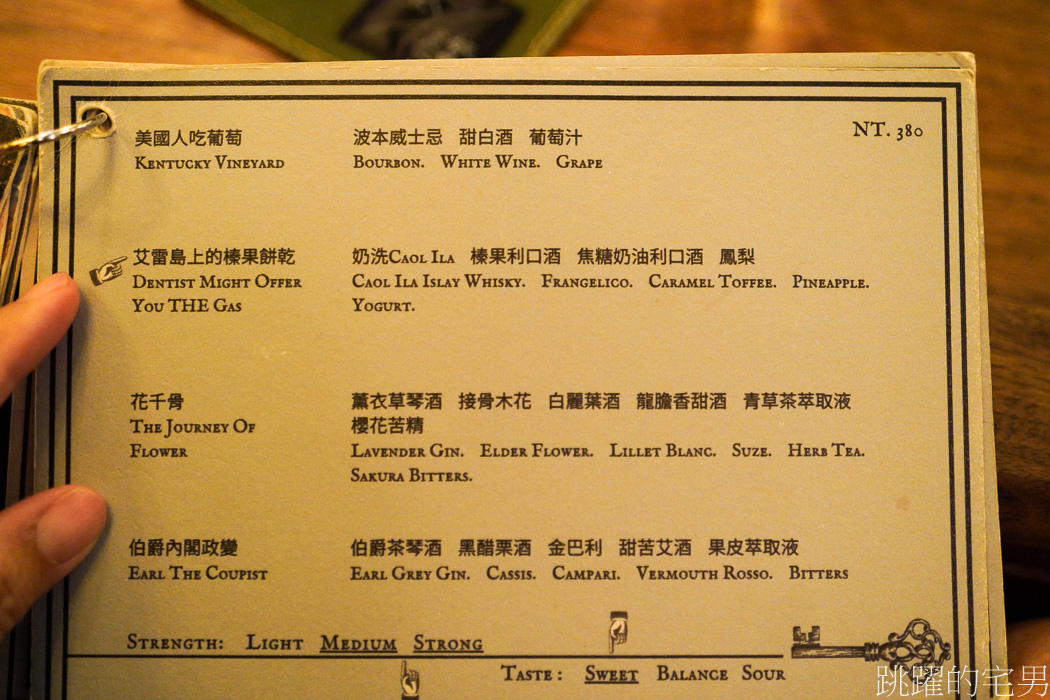 NT. 380
美國人吃葡萄 波本威士忌 甜白酒 葡萄汁
KENTUCKY VINEYARD BOURBON. WHITE WINE. GRAPE
艾雷島上的榛果餅乾 奶洗CAOL ILA 榛果利口酒 焦糖奶油利口酒 鳳梨
DENTIST MIGHT OFFER CAOL ILA ISLAY WHISKY. FRANGELICO. CARAMEL TOFFEE. PINEAPPLE.
YOU THE GAS YOGURT.
花千骨 薰衣草琴酒 接骨木花 白麗葉酒 龍膽香甜酒 青草茶萃取液
THE JOURNEY OF 櫻花苦精
FLOWER LAVENDER GIN. ELDER FLOWER. LILLET BLANC. SUZE. HERB TEA.
SAKURA BITTERS.
伯爵內閣政變 伯爵茶琴酒 黑醋栗酒 金巴利 甜苦艾酒 果皮萃取液
EARL THE COUPIST EARL GREY GIN. CASSIS. CAMPARI. VERMOUTH ROSSO. BITTERS
STRENGTH: LIGHT MEDIUM STRONG
TASTE: SWEET BALANCE SOUR
跳躍的宅男